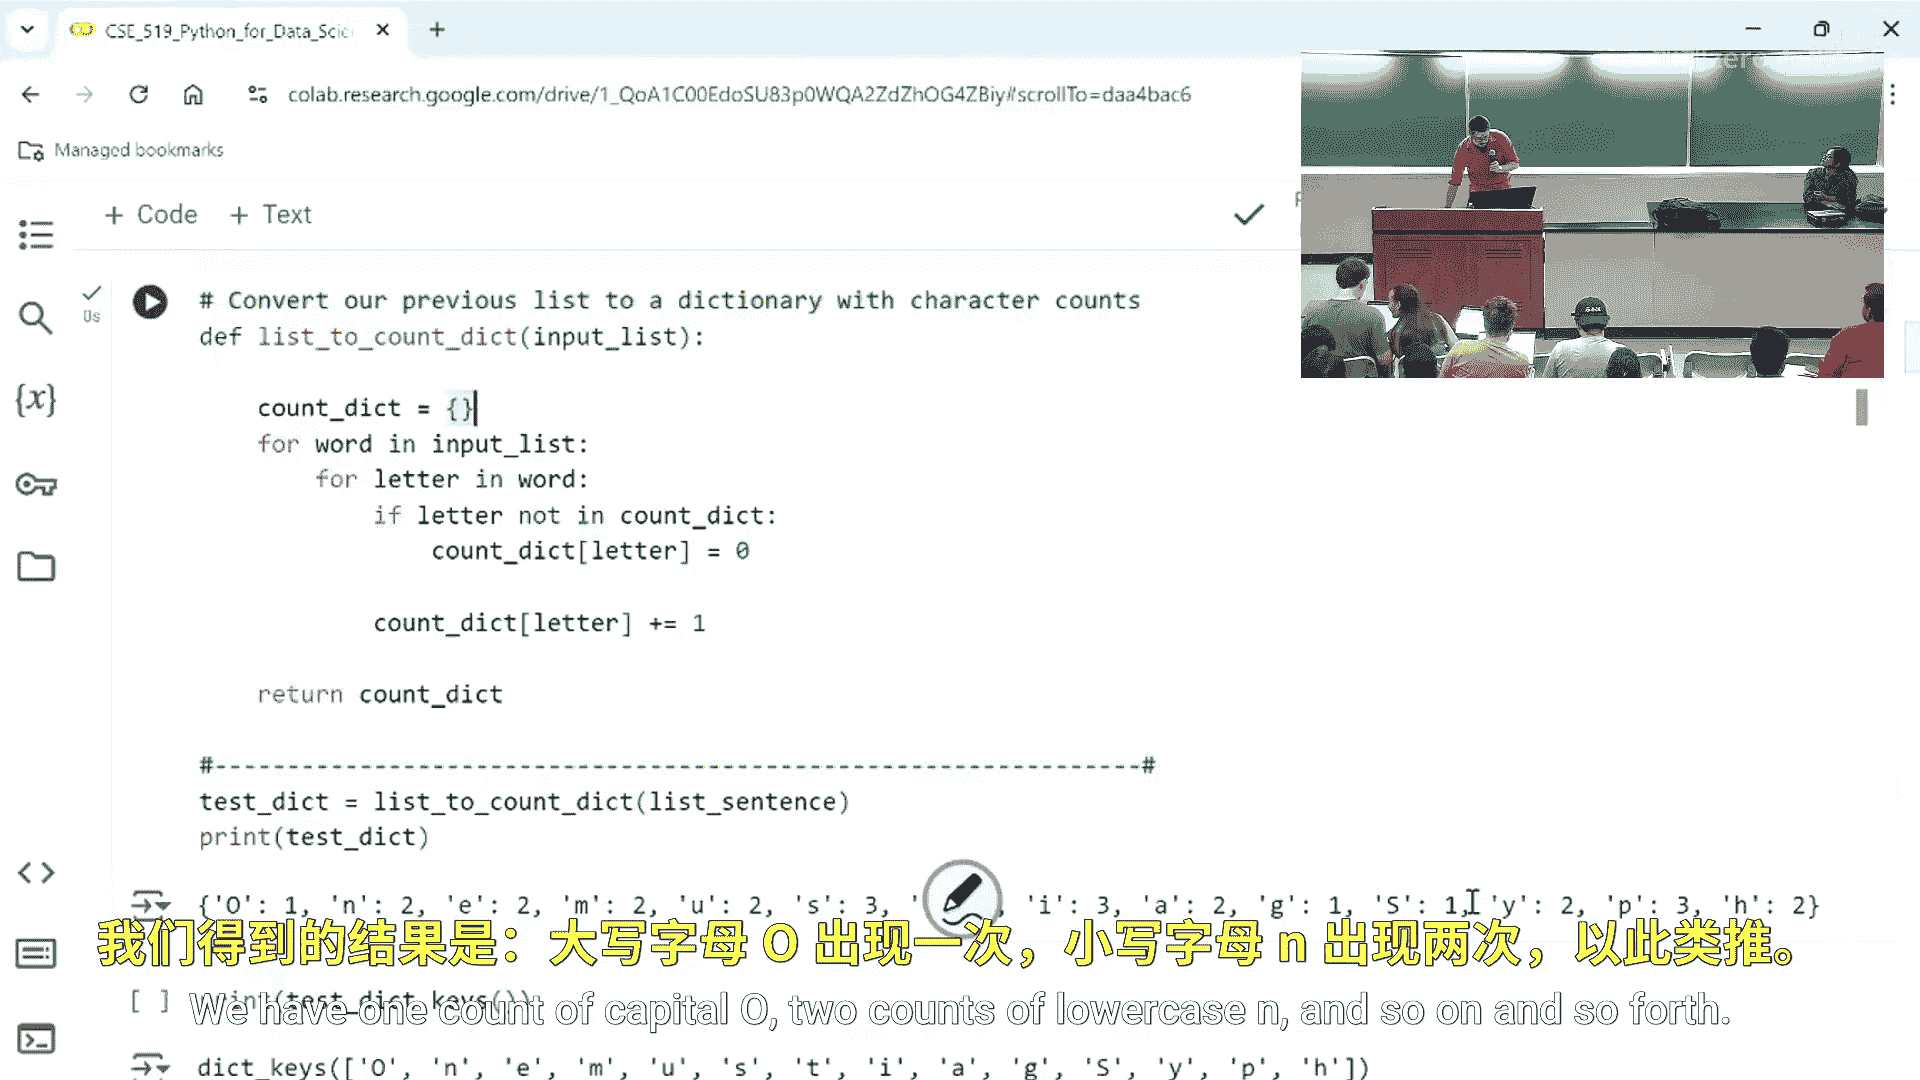 CSE_519_Python_for_Data_Scie
colab.research.google.com/drive/1_QoA1C00EdoSU83p0WQA2ZdZhOG4ZBiy#scrollTo=daa4bac6
Managed bookmarks
+ Code + Text
0s
# Convert our previous list to a dictionary with character counts
def list_to_count_dict(input_list):
count_dict = {}
for word in input_list:
for letter in word:
if letter not in count_dict:
count_dict[letter] = 0
count_dict[letter] += 1
return count_dict
#----------------------------------------------------------------#
test_dict = list_to_count_dict(list_sentence)
print(test_dict)
{'O': 1, 'n': 2, 'e': 2, 'm': 2, 'u': 2, 's': 3, 'i': 3, 'a': 2, 'g': 1, 'S': 1, 'y': 2, 'p': 3, 'h': 2}
我们得到的结果是：大写字母 O 出现一次，小写字母 n 出现两次，以此类推。
[ ] print(test_dict.keys())
We have one count of capital O, two counts of lowercase n, and so on and so forth.
dict_keys(['O', 'n', 'e', 'm', 'u', 's', 't', 'i', 'a', 'g', 'S', 'y', 'p', 'h'])